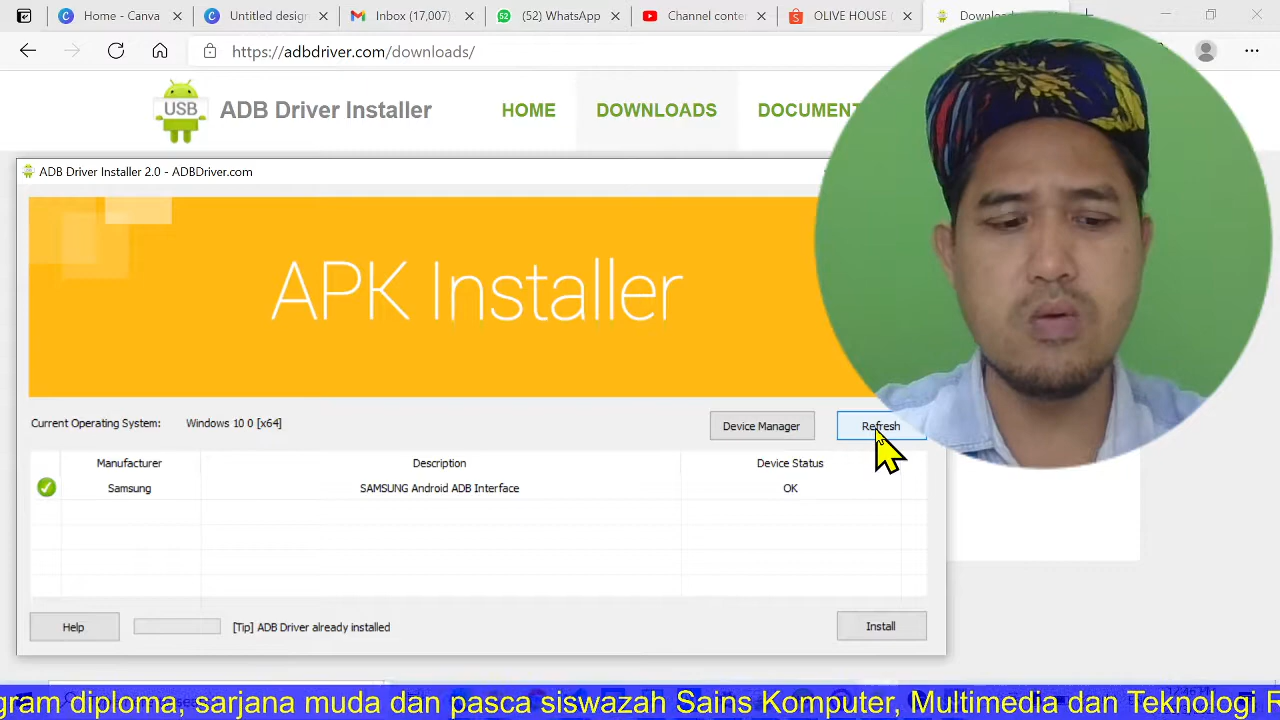 Home - Canva
Untitled design
Inbox (17,007)
(52) WhatsApp
Channel conten
OLIVE HOUSE (
https://adbdriver.com/downloads/
USB
ADB Driver Installer
HOME
DOWNLOADS
ADB Driver Installer 2.0 - ADBDriver.com
APK Installer
Current Operating System: Windows 10 0 [x64]
Device Manager
Refresh
Manufacturer Description Device Status
Samsung SAMSUNG Android ADB Interface OK
Help
[Tip] ADB Driver already installed
Install
gram diploma, sarjana muda dan pasca siswazah Sains Komputer, Multimedia dan Teknologi